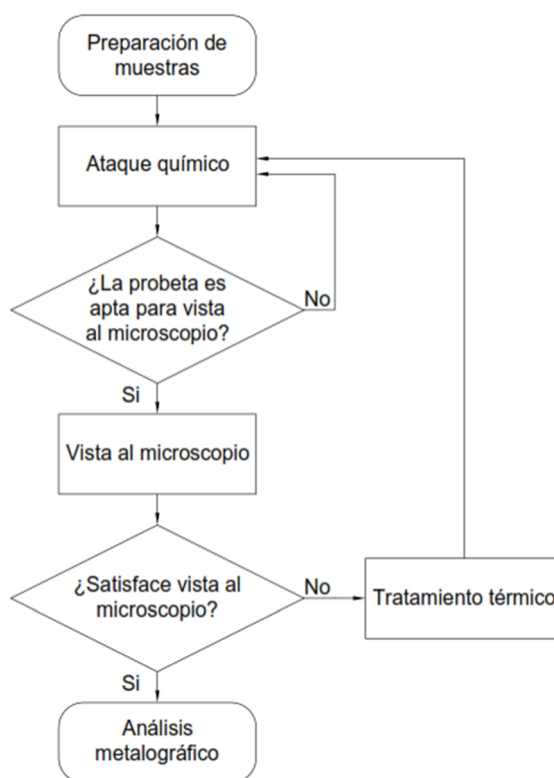 Preparación de
muestras
Ataque químico
¿La probeta es
apta para vista
al microscopio?
No
Si
Vista al microscopio
¿Satisface vista al
microscopio?
No
Tratamiento térmico
Si
Análisis
metalográfico